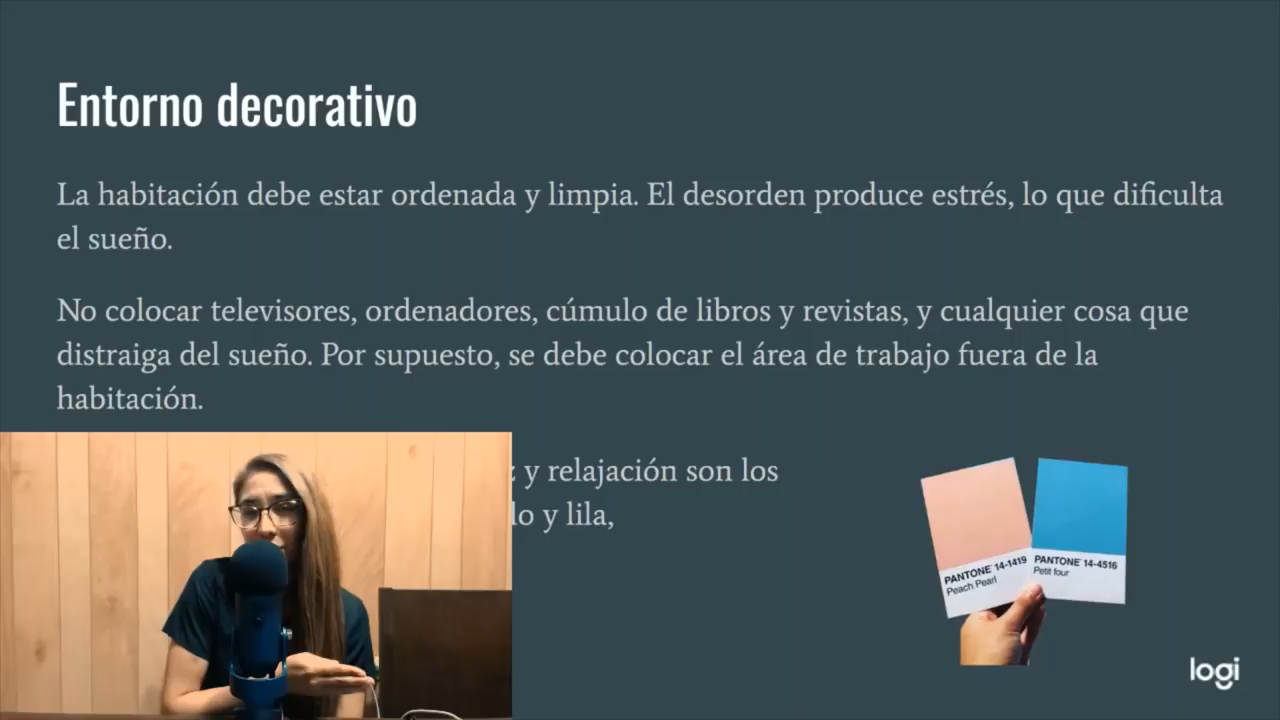 Entorno decorativo
La habitación debe estar ordenada y limpia. El desorden produce estrés, lo que dificulta
el sueño.
No colocar televisores, ordenadores, cúmulo de libros y revistas, y cualquier cosa que
distraiga del sueño. Por supuesto, se debe colocar el área de trabajo fuera de la
habitación.
y relajación son los
y lila,
PANTONE 14-1419
Peach Pearl
PANTONE 14-4516
Petit four
logi